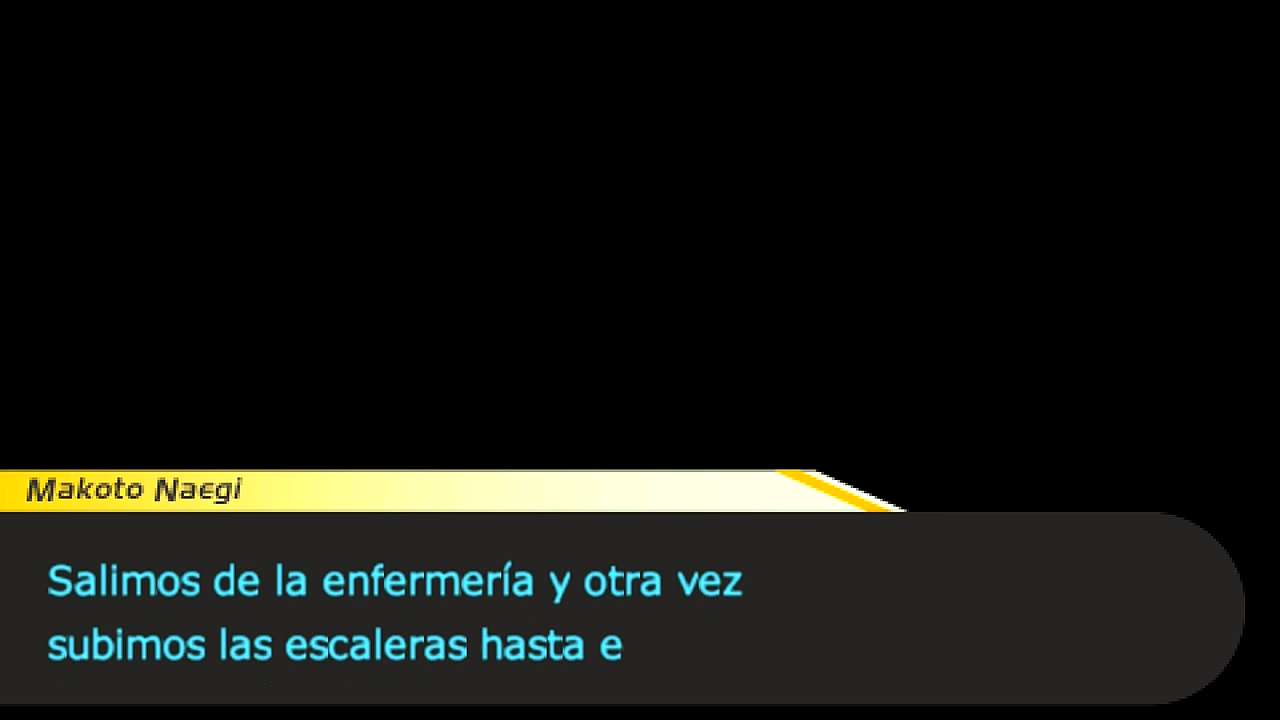 Makoto Naegi
Salimos de la enfermería y otra vez
subimos las escaleras hasta e